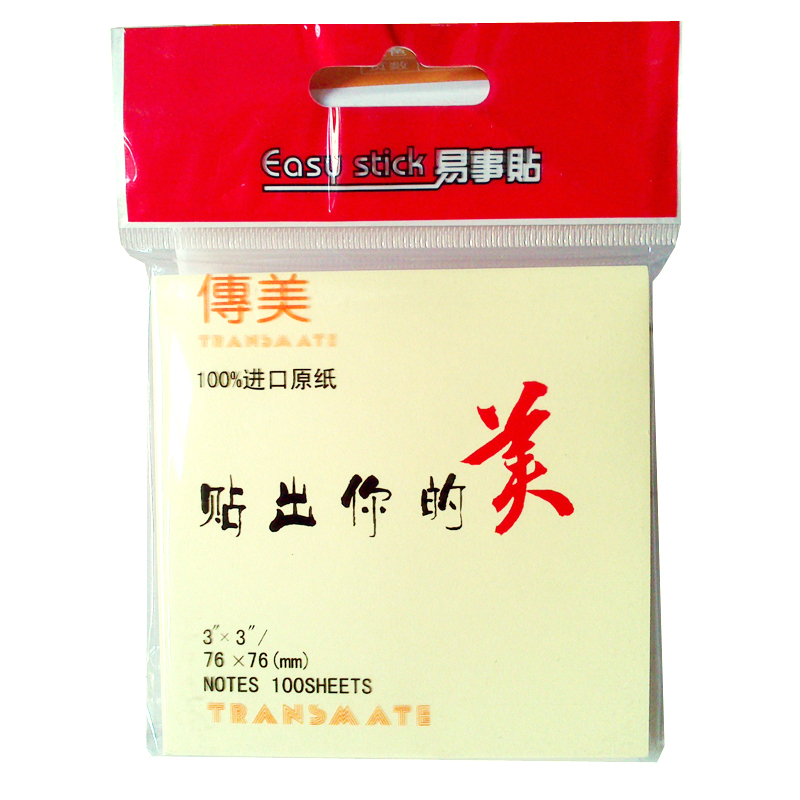 Easy stick 易事貼
傳美
TRANSMATE
100%进口原纸
贴出你的美
3"×3"/
76×76(mm)
NOTES 100SHEETS
TRANSMATE